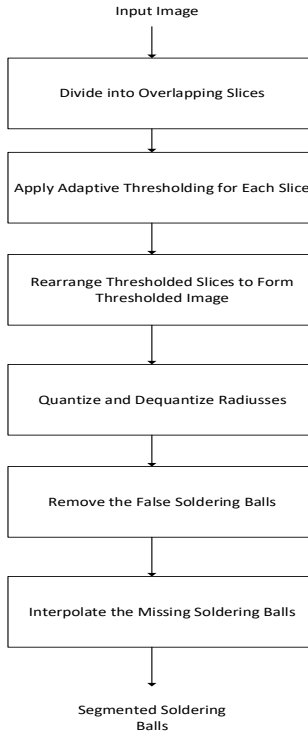 Input Image
Divide into Overlapping Slices
Apply Adaptive Thresholding for Each Slice
Rearrange Thresholded Slices to Form
Thresholded Image
Quantize and Dequantize Radiusses
Remove the False Soldering Balls
Interpolate the Missing Soldering Balls
Segmented Soldering
Balls